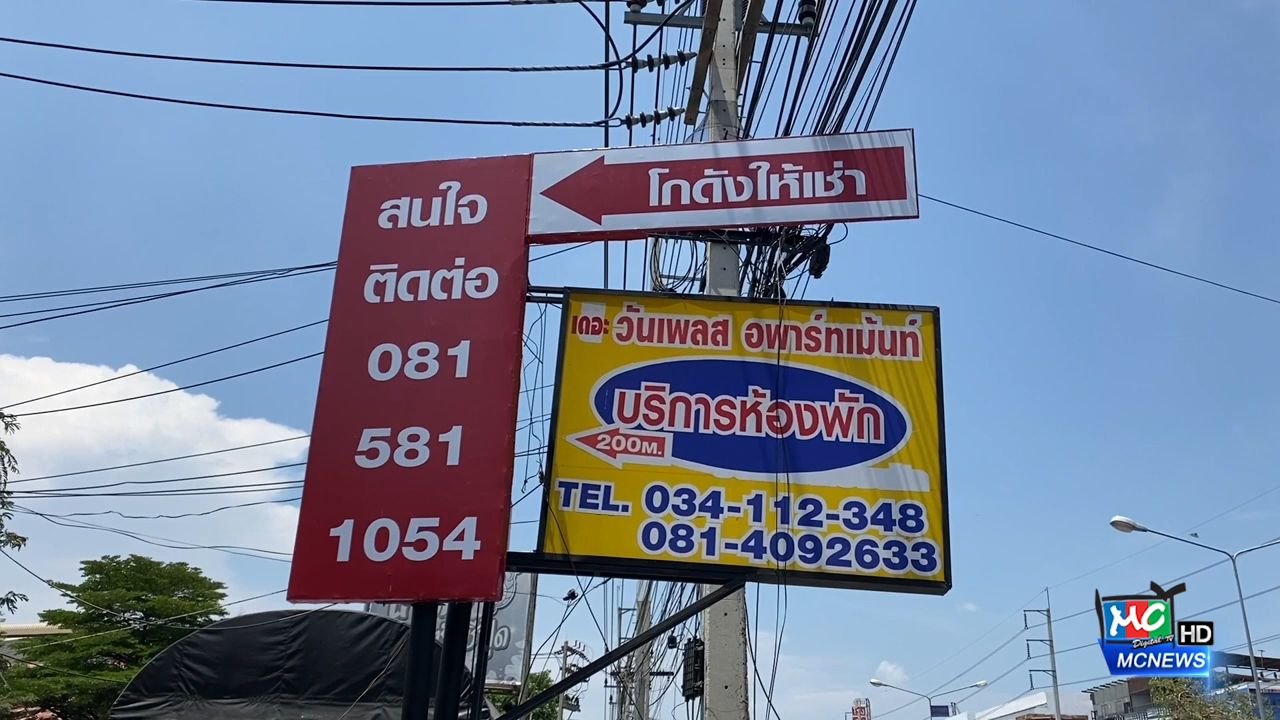 โกดังให้เช่า
สนใจ
ติดต่อ
081
581
1054
เดอะ วันเพลส อพาร์ทเม้นท์
บริการห้องพัก
200ม.
TEL. 034-112-348
081-4092633
MC HD
Digital TV
MCNEWS